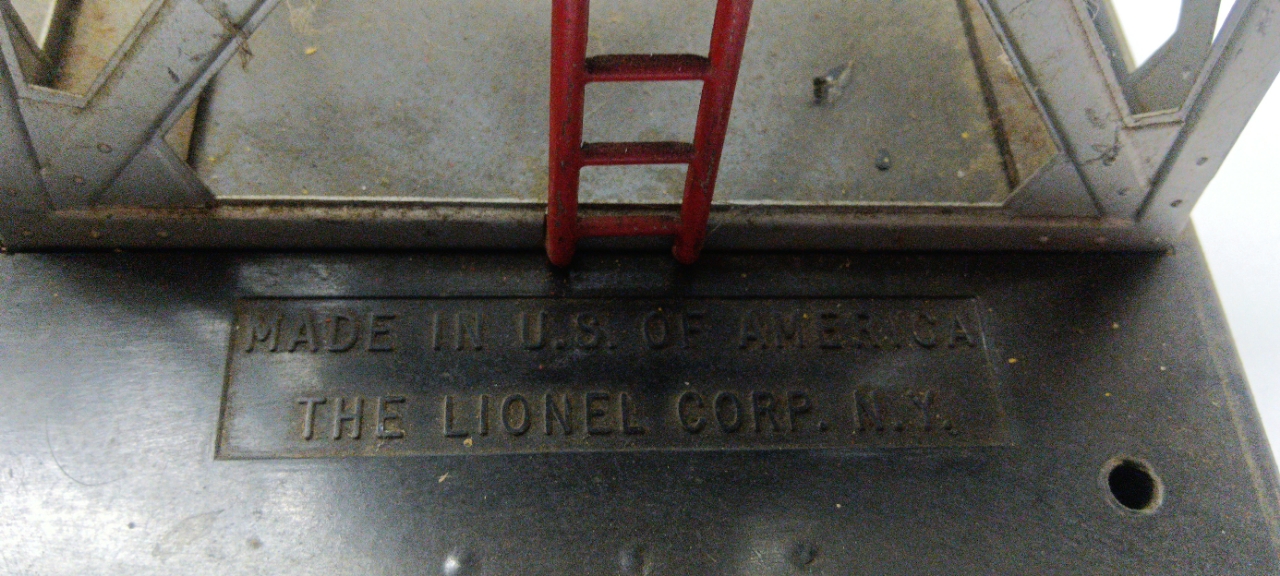 MADE IN U.S. OF AMERICA
THE LIONEL CORP. N.Y.